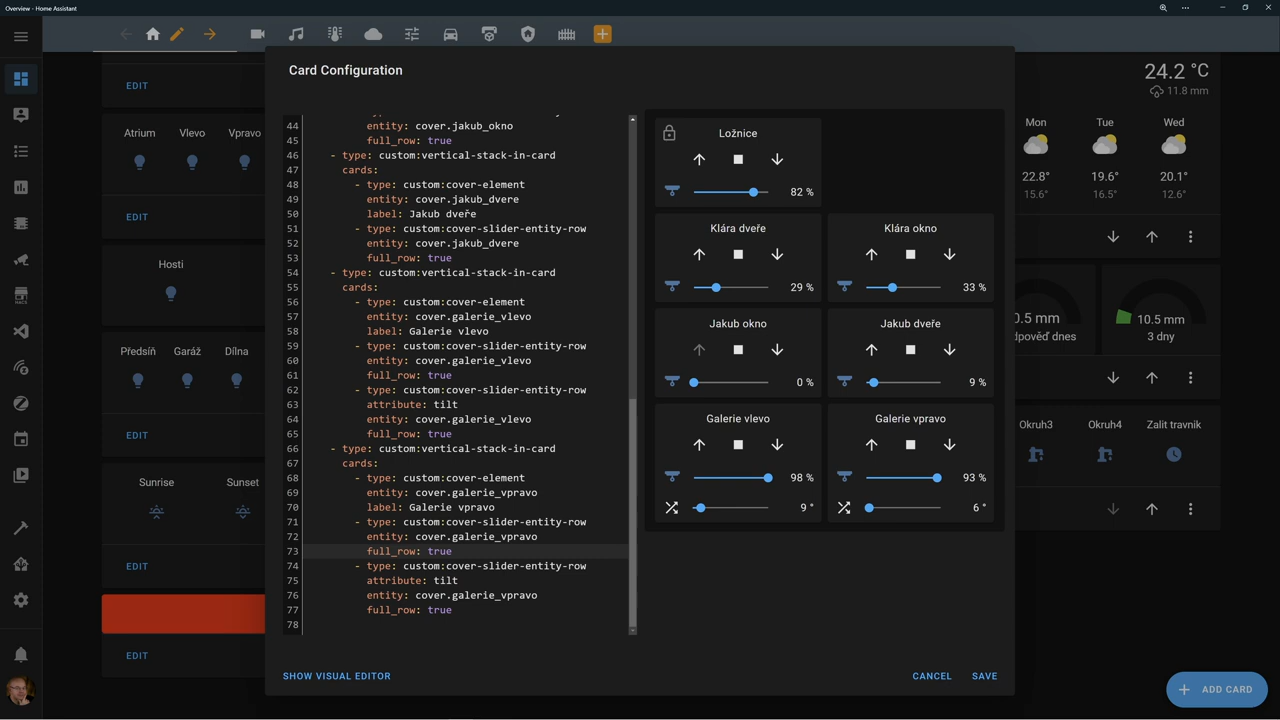 Overview - Home Assistant
24.2 °C
11.8 mm
EDIT
Atrium Vlevo Vpravo
EDIT
Hosti
Předsíň Garáž Dílna
EDIT
Sunrise Sunset
EDIT
EDIT
HACS
Card Configuration
44 entity: cover.jakub_okno
45 full_row: true
46 - type: custom:vertical-stack-in-card
47 cards:
48 - type: custom:cover-element
49 entity: cover.jakub_dvere
50 label: Jakub dveře
51 - type: custom:cover-slider-entity-row
52 entity: cover.jakub_dvere
53 full_row: true
54 - type: custom:vertical-stack-in-card
55 cards:
56 - type: custom:cover-element
57 entity: cover.galerie_vlevo
58 label: Galerie vlevo
59 - type: custom:cover-slider-entity-row
60 entity: cover.galerie_vlevo
61 full_row: true
62 - type: custom:cover-slider-entity-row
63 attribute: tilt
64 entity: cover.galerie_vlevo
65 full_row: true
66 - type: custom:vertical-stack-in-card
67 cards:
68 - type: custom:cover-element
69 entity: cover.galerie_vpravo
70 label: Galerie vpravo
71 - type: custom:cover-slider-entity-row
72 entity: cover.galerie_vpravo
73 full_row: true
74 - type: custom:cover-slider-entity-row
75 attribute: tilt
76 entity: cover.galerie_vpravo
77 full_row: true
78
Ložnice
82 %
Klára dveře Klára okno
29 % 33 %
Jakub okno Jakub dveře
0 % 9 %
Galerie vlevo Galerie vpravo
98 % 93 %
9 ° 6 °
SHOW VISUAL EDITOR
CANCEL SAVE
Mon Tue Wed
22.8° 19.6° 20.1°
15.6° 16.5° 12.6°
0.5 mm 10.5 mm
dpověď dnes 3 dny
Okruh3 Okruh4 Zalit travnik
ADD CARD